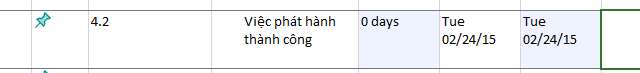 4.2 Việc phát hành 0 days Tue Tue
thành công 02/24/15 02/24/15